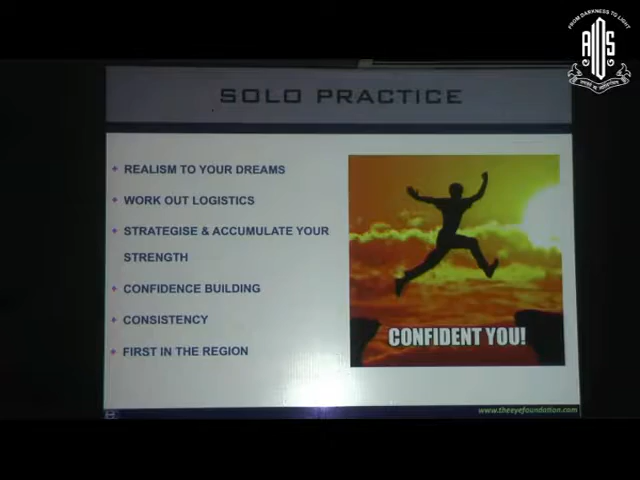 FROM DARKNESS TO LIGHT
AIOS
SOLO PRACTICE
REALISM TO YOUR DREAMS
WORK OUT LOGISTICS
STRATEGISE & ACCUMULATE YOUR
STRENGTH
CONFIDENCE BUILDING
CONSISTENCY
FIRST IN THE REGION
CONFIDENT YOU!
www.theeyefoundation.com